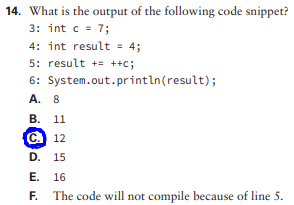 14. What is the output of the following code snippet?
3: int c = 7;
4: int result = 4;
5: result += ++c;
6: System.out.println(result);
A. 8
B. 11
C. 12
D. 15
E. 16
F. The code will not compile because of line 5.